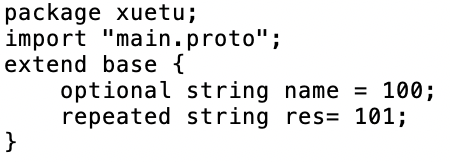 package xuetu;
import "main.proto";
extend base {
    optional string name = 100;
    repeated string res= 101;
}